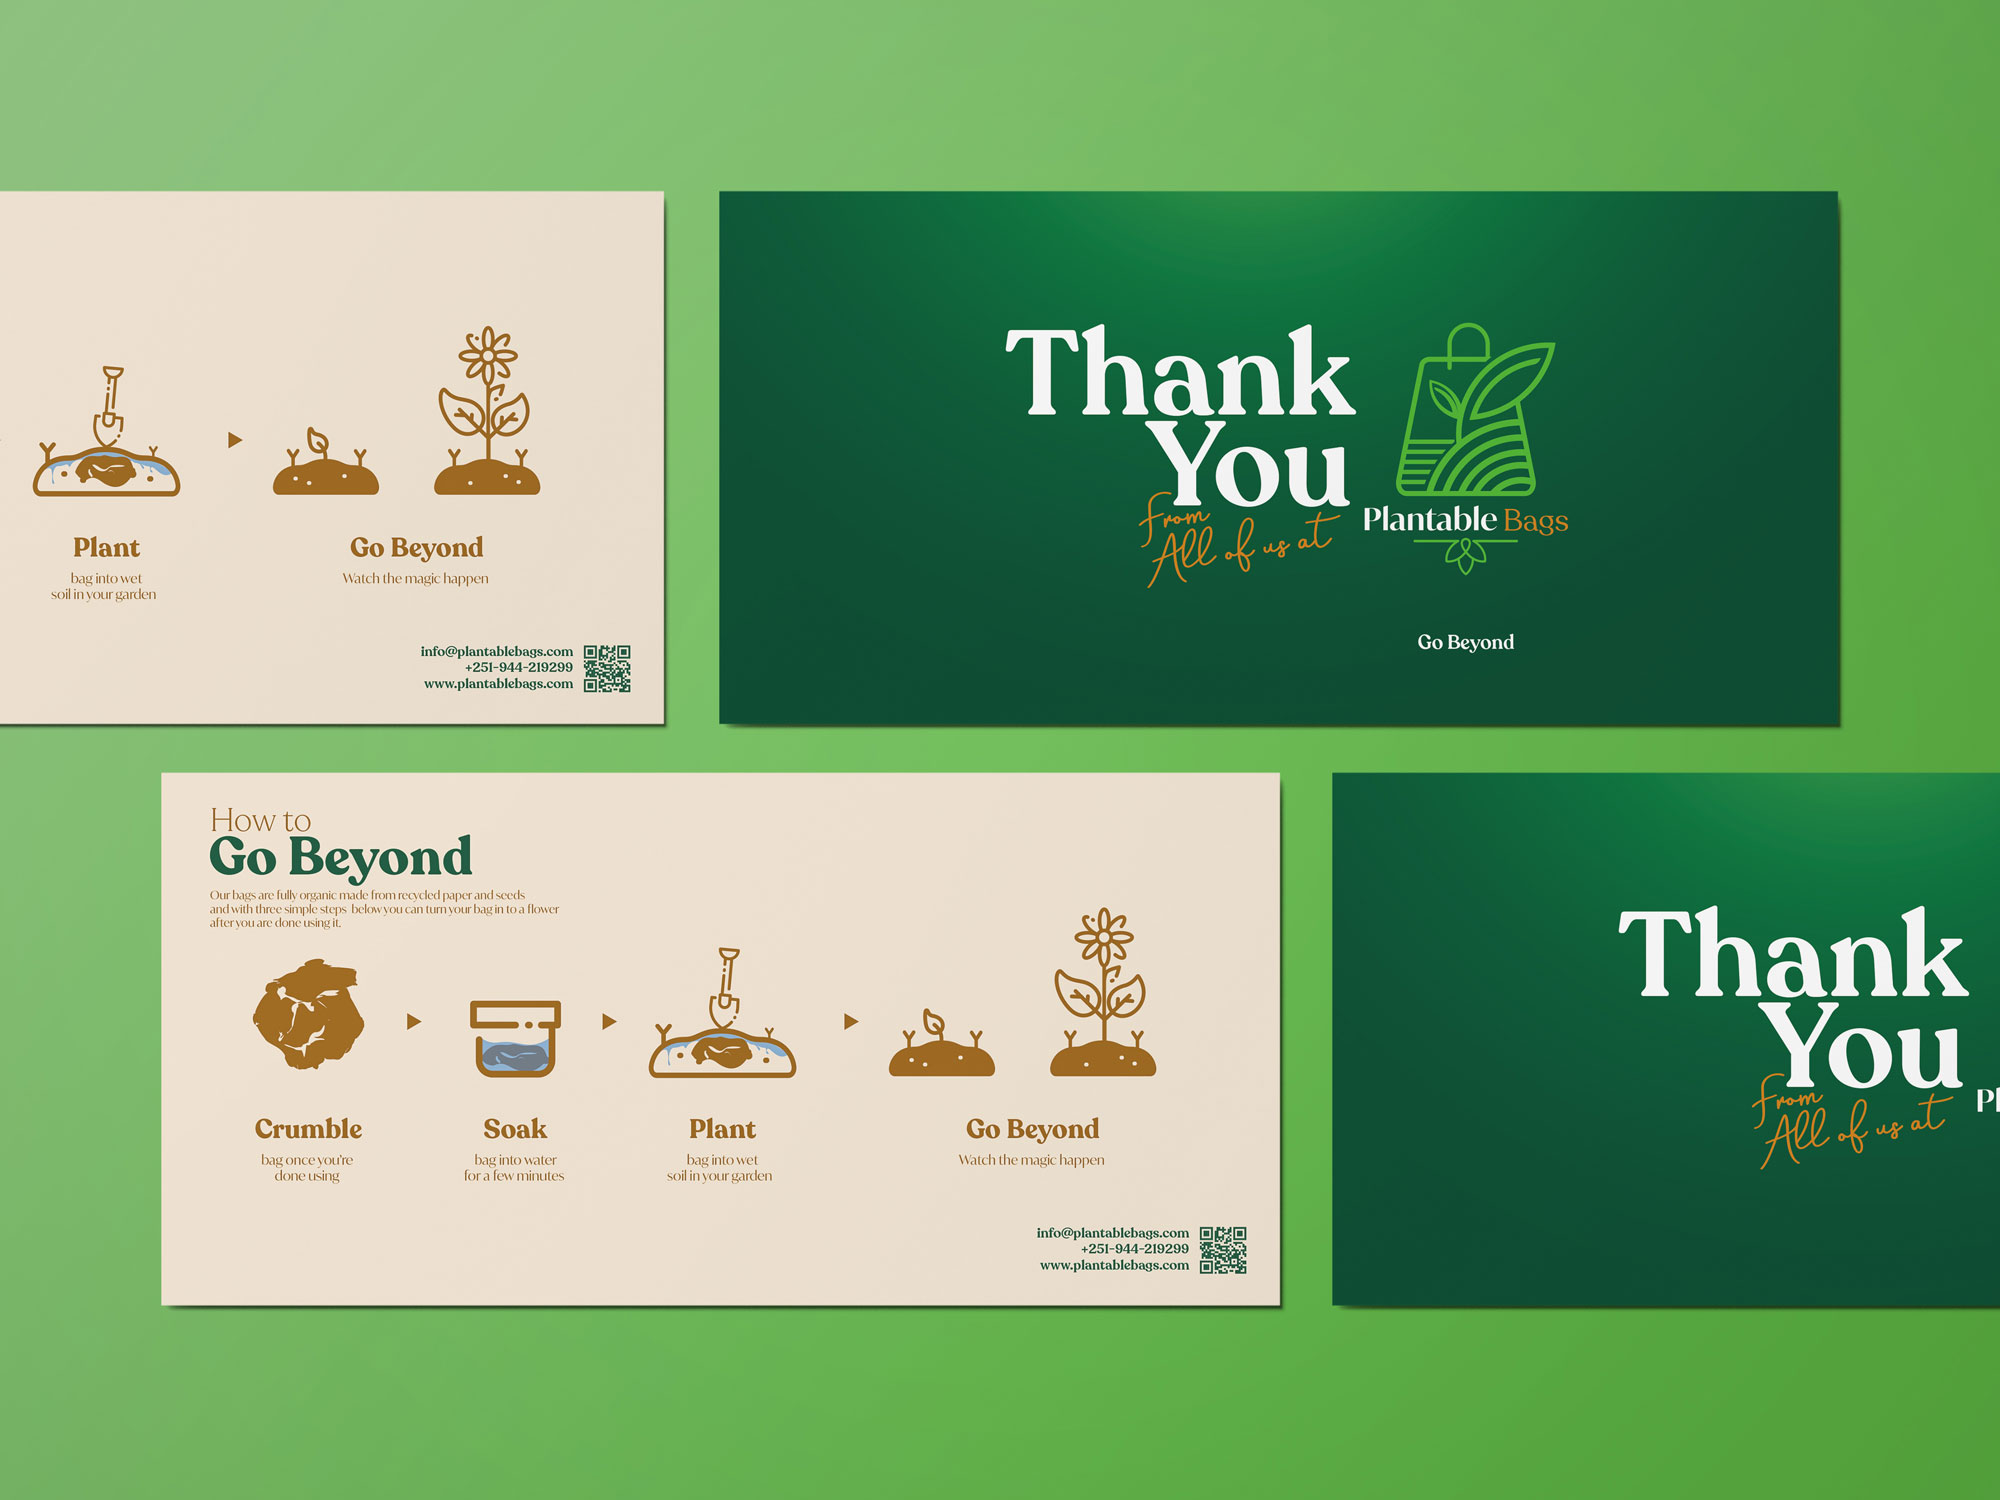 Plant
bag into wet
soil in your garden
Go Beyond
Watch the magic happen
info@plantablebags.com
+251-944-219299
www.plantablebags.com
Thank
You
From
All of us at
Plantable Bags
Go Beyond
How to
Go Beyond
Our bags are fully organic made from recycled paper and seeds
and with three simple steps below you can turn your bag in to a flower
after you are done using it.
Crumble
bag once you're
done using
Soak
bag into water
for a few minutes
Plant
bag into wet
soil in your garden
Go Beyond
Watch the magic happen
info@plantablebags.com
+251-944-219299
www.plantablebags.com
Thank
You
From
All of us at
Pl